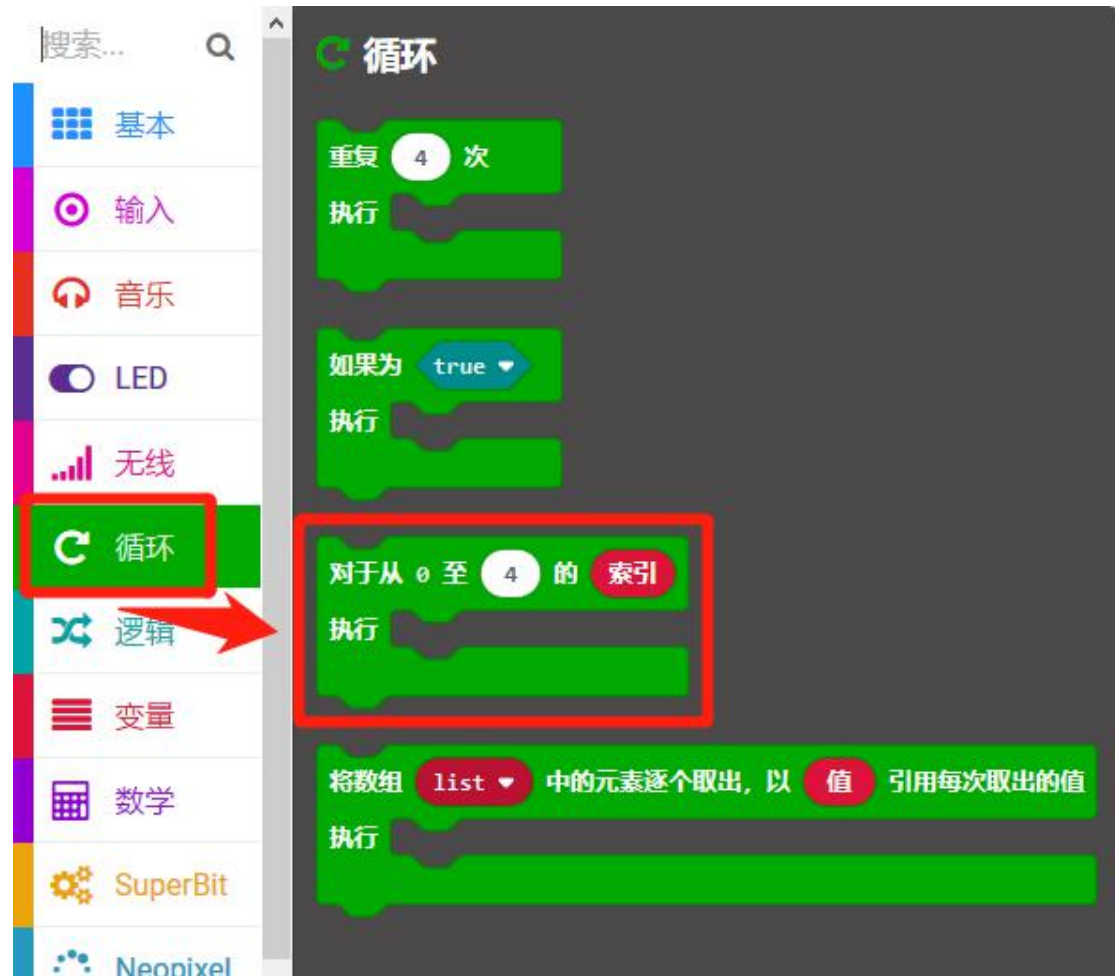 搜索...
基本
输入
音乐
LED
无线
循环
逻辑
变量
数学
SuperBit
Neopixel
循环
重复 4 次
执行
如果为 true
执行
对于从 0 至 4 的 索引
执行
将数组 list 中的元素逐个取出, 以 值 引用每次取出的值
执行